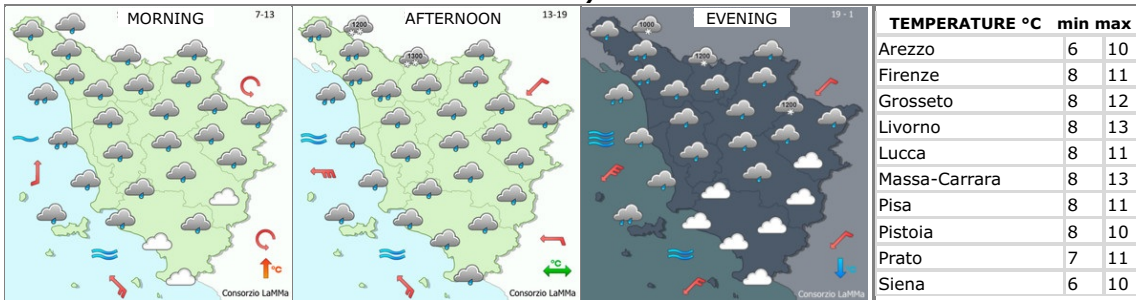 MORNING
7-13
Consorzio LaMMa
°C
AFTERNOON
13-19
1200
1300
°C
Consorzio LaMMa
EVENING
19 - 1
1000
1200
1200
Consorzio LaMMa
TEMPERATURE °C min max
Arezzo 6 10
Firenze 8 11
Grosseto 8 12
Livorno 8 13
Lucca 8 11
Massa-Carrara 8 13
Pisa 8 11
Pistoia 8 10
Prato 7 11
Siena 6 10